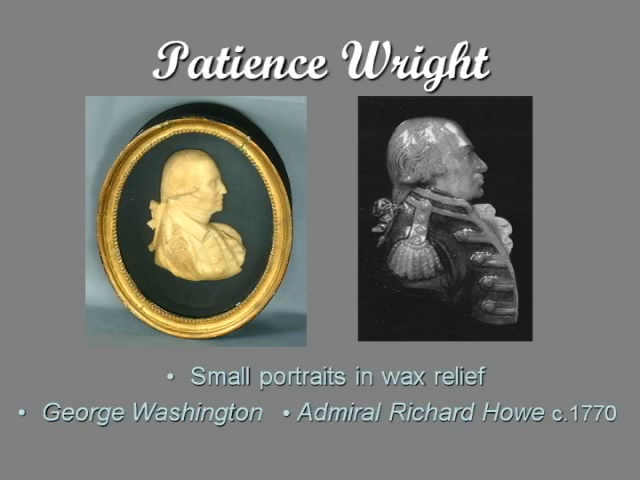 Patience Wright
• Small portraits in wax relief
• George Washington • Admiral Richard Howe c.1770